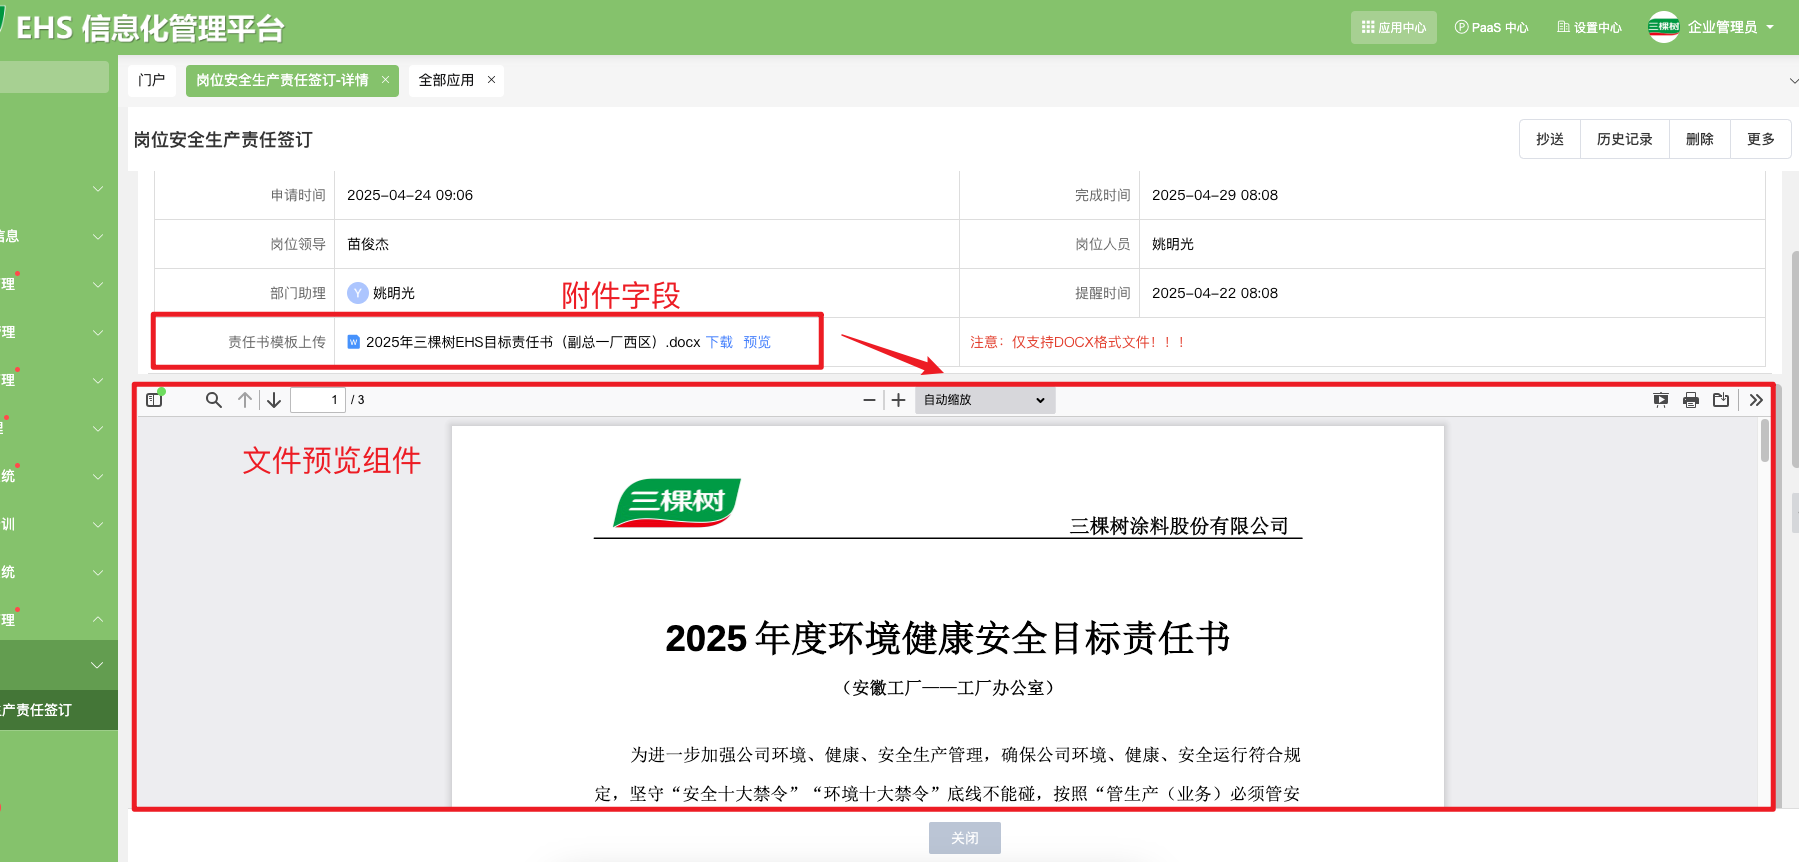 EHS 信息化管理平台
应用中心
PaaS 中心
设置中心
三棵树
企业管理员
门户
岗位安全生产责任签订-详情 ×
全部应用 ×
岗位安全生产责任签订
抄送
历史记录
删除
更多
申请时间 2025-04-24 09:06 完成时间 2025-04-29 08:08
岗位领导 苗俊杰 岗位人员 姚明光
部门助理 Y 姚明光 提醒时间 2025-04-22 08:08
附件字段
责任书模板上传 W 2025年三棵树EHS目标责任书（副总一厂西区）.docx 下载 预览 注意：仅支持DOCX格式文件！！！
信息
理
管理
理
理
统
训
统
理
产责任签订
1 / 3
自动缩放
文件预览组件
三棵树
三棵树涂料股份有限公司
2025 年度环境健康安全目标责任书
（安徽工厂——工厂办公室）
为进一步加强公司环境、健康、安全生产管理，确保公司环境、健康、安全运行符合规
定，坚守“安全十大禁令”“环境十大禁令”底线不能碰，按照“管生产（业务）必须管安
关闭